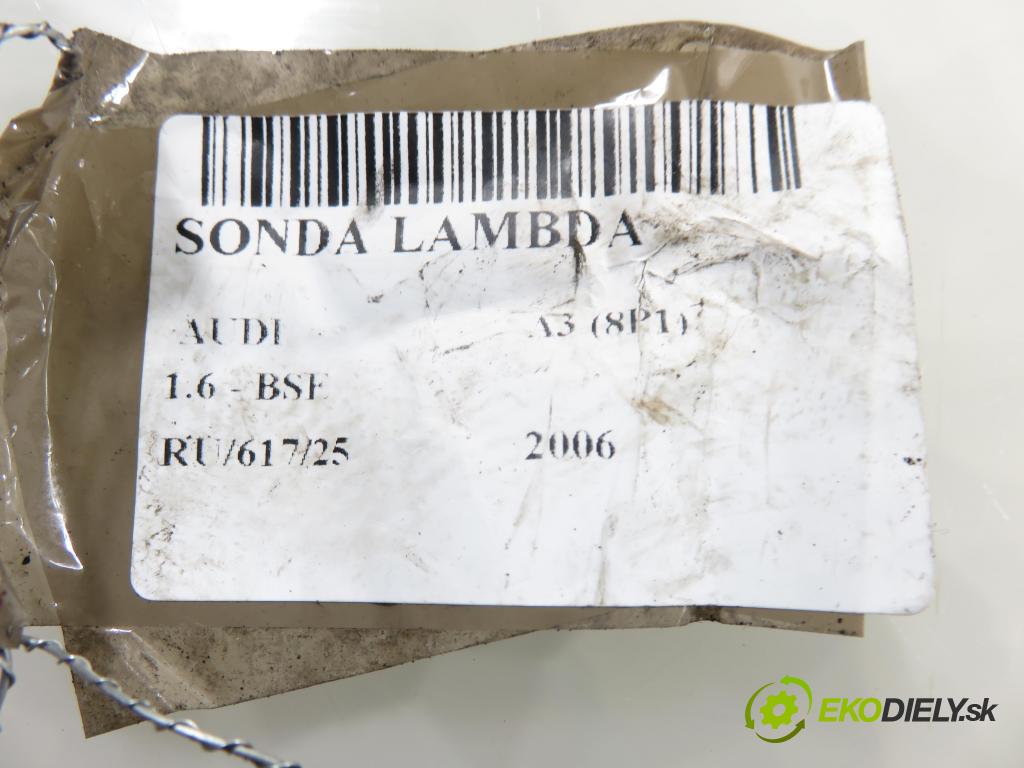 SONDA LAMBDA
AUDI A3 (8P1)
1.6 - BSE
RU/617/25 2006
EKODIELY.sk